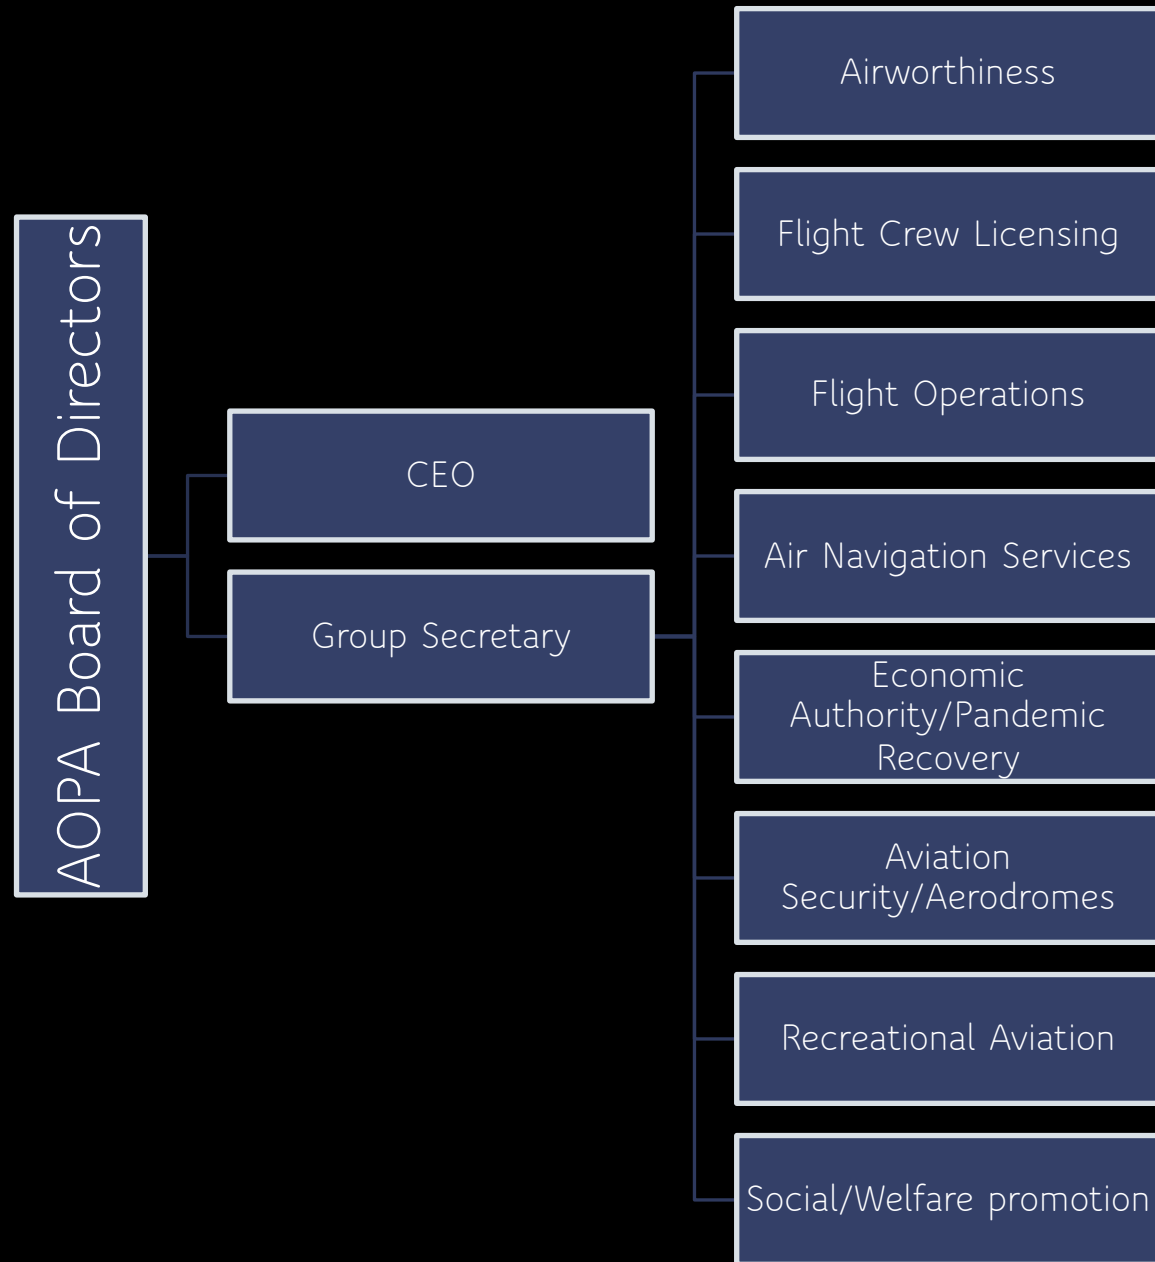 AOPA Board of Directors
CEO
Group Secretary
Airworthiness
Flight Crew Licensing
Flight Operations
Air Navigation Services
Economic
Authority/Pandemic
Recovery
Aviation
Security/Aerodromes
Recreational Aviation
Social/Welfare promotion